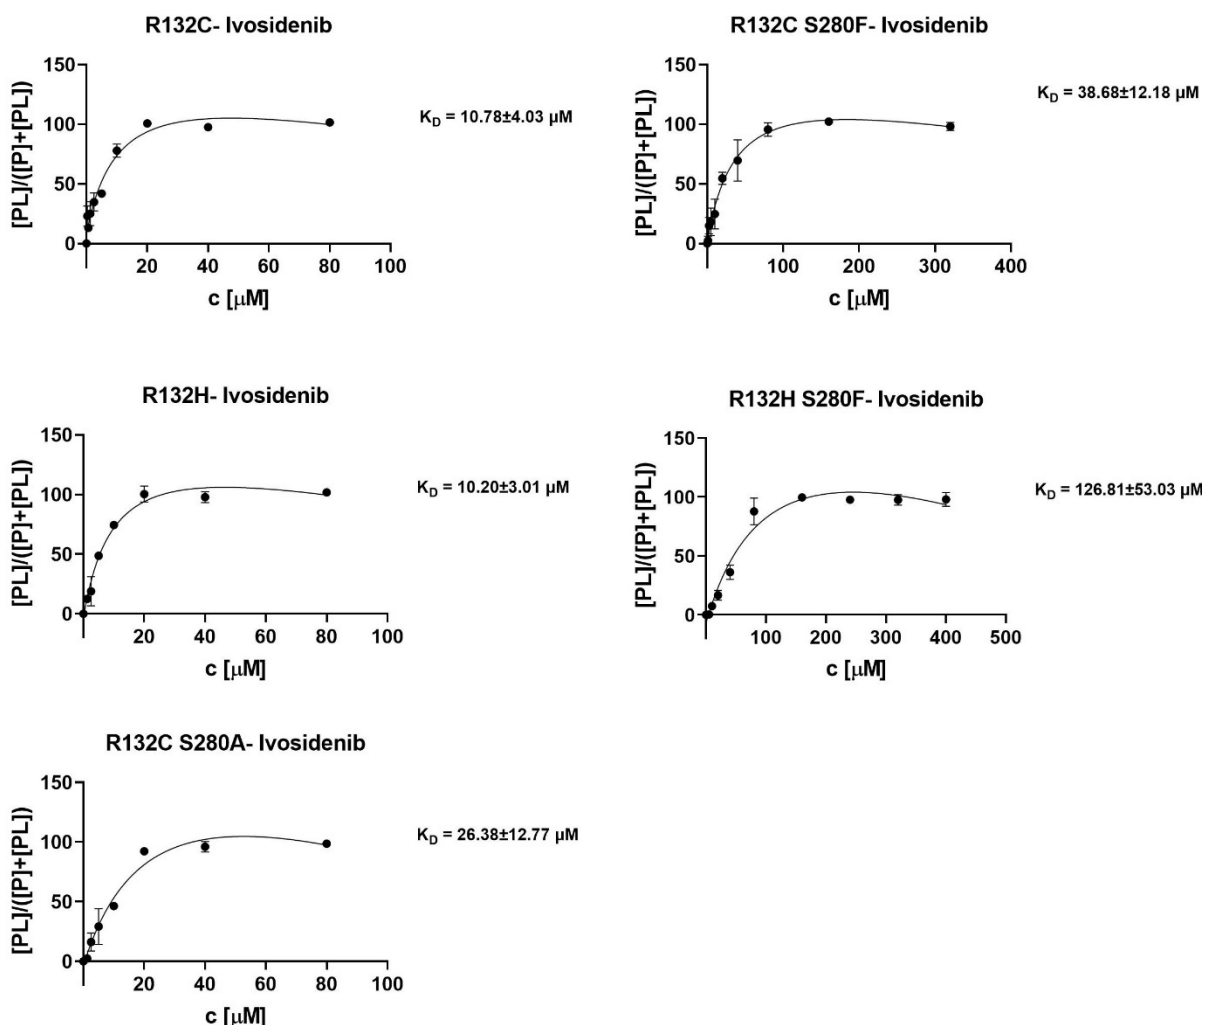 R132C- Ivosidenib
[PL]/([P]+[PL])
150
100
50
0
20 40 60 80 100
c [μM]
K_D = 10.78±4.03 μM
R132C S280F- Ivosidenib
[PL]/([P]+[PL])
150
100
50
0
100 200 300 400
c [μM]
K_D = 38.68±12.18 μM
R132H- Ivosidenib
[PL]/([P]+[PL])
150
100
50
0
20 40 60 80 100
c [μM]
K_D = 10.20±3.01 μM
R132H S280F- Ivosidenib
[PL]/([P]+[PL])
150
100
50
0
100 200 300 400 500
c [μM]
K_D = 126.81±53.03 μM
R132C S280A- Ivosidenib
[PL]/([P]+[PL])
150
100
50
0
20 40 60 80 100
c [μM]
K_D = 26.38±12.77 μM